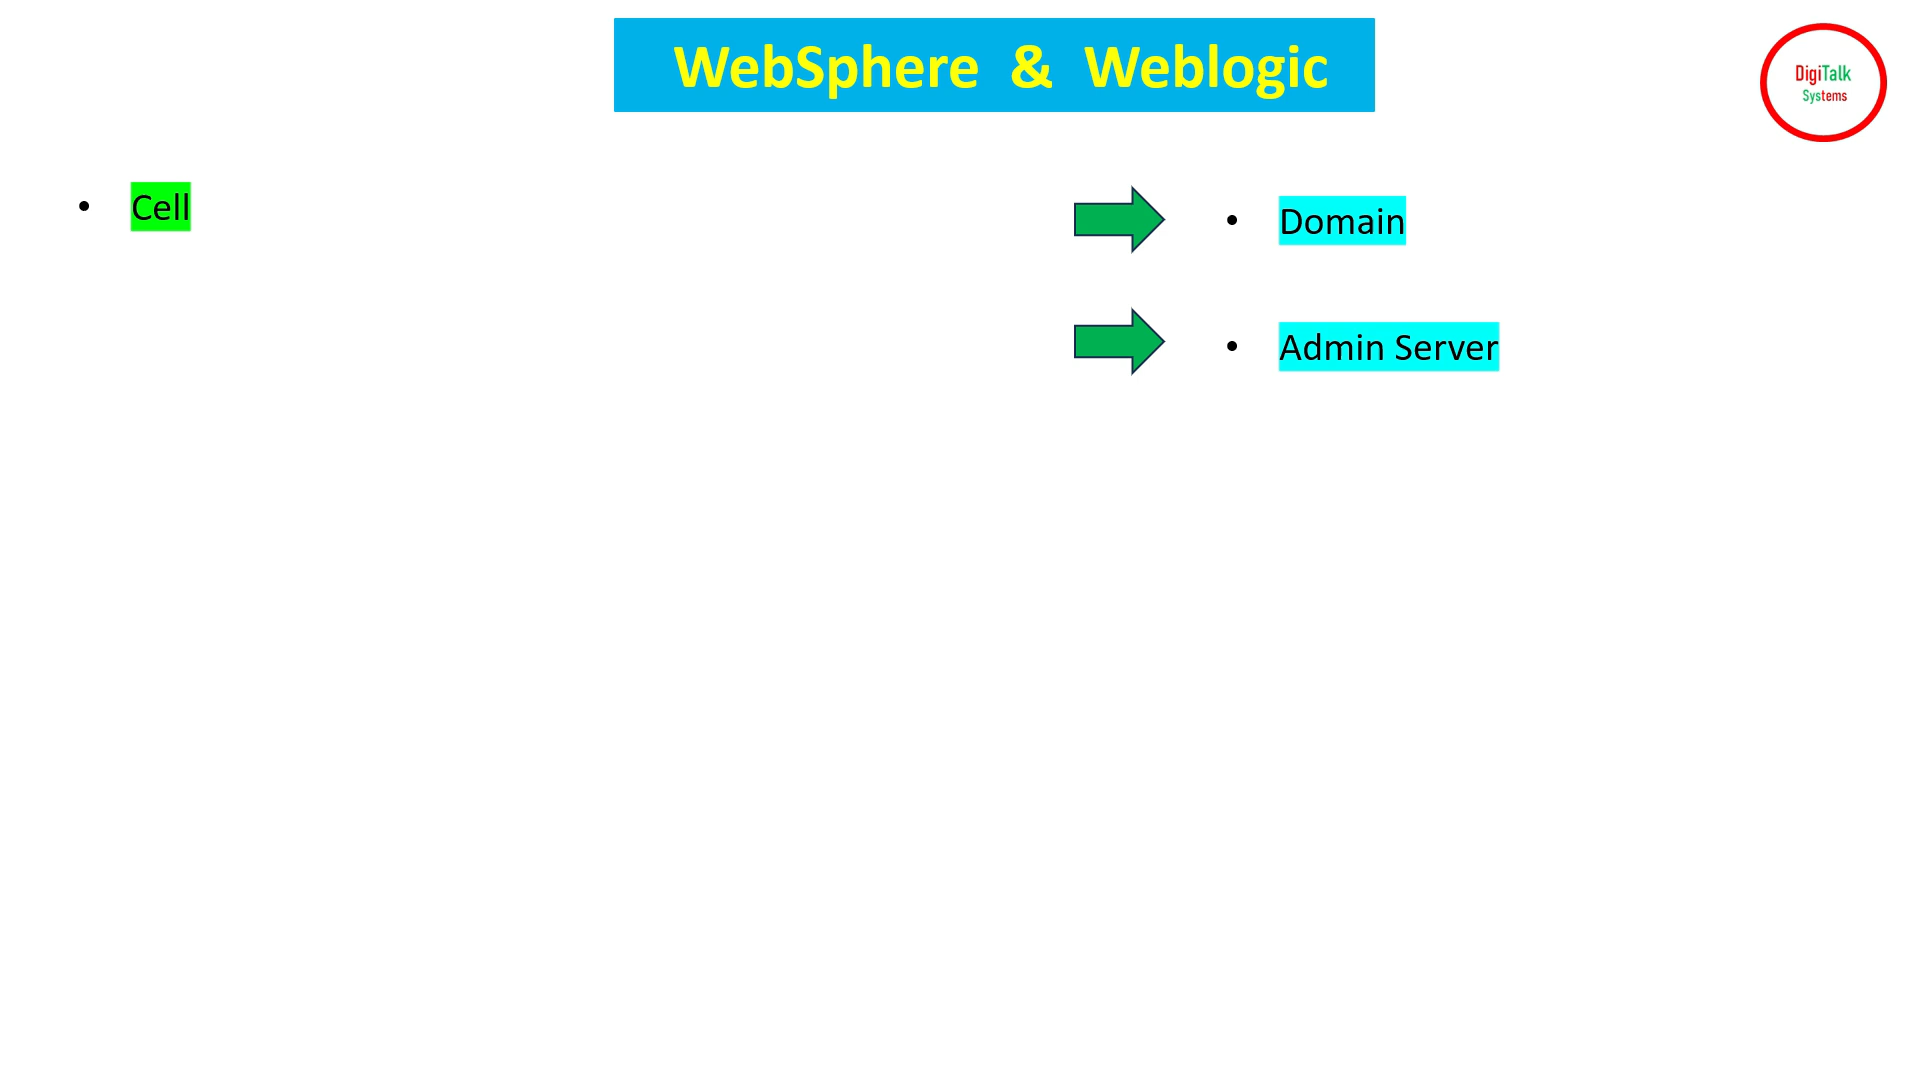 WebSphere & Weblogic
DigiTalk
Systems
• Cell
• Domain
• Admin Server